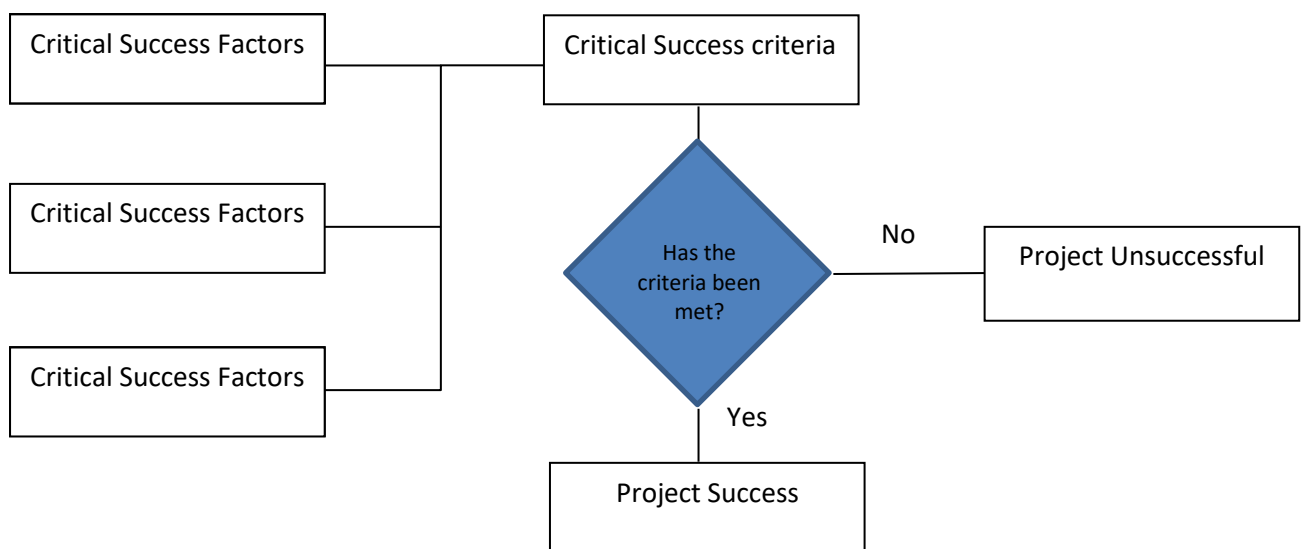 Critical Success Factors
Critical Success criteria
Critical Success Factors
Has the
criteria been
met?
No
Project Unsuccessful
Critical Success Factors
Yes
Project Success